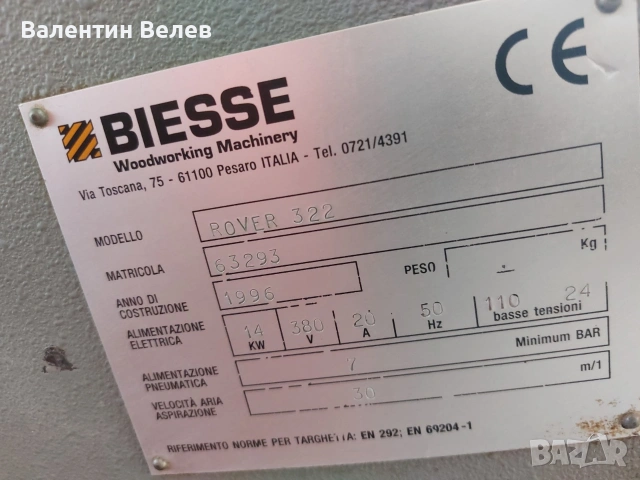 Валентин Велев
CE
BIESSE
Woodworking Machinery
Via Toscana, 75 - 61100 Pesaro ITALIA - Tel. 0721/4391
MODELLO ROVER 322
MATRICOLA 63293
PESO Kg
ANNO DI COSTRUZIONE 1996
ALIMENTAZIONE ELETTRICA 14 KW 380 V 20 A 50 Hz 110 24 basse tensioni
ALIMENTAZIONE PNEUMATICA 7 Minimum BAR
VELOCITÀ ARIA ASPIRAZIONE 30 m/1
RIFERIMENTO NORME PER TARGHETTA: EN 292; EN 69204-1
BAZAR